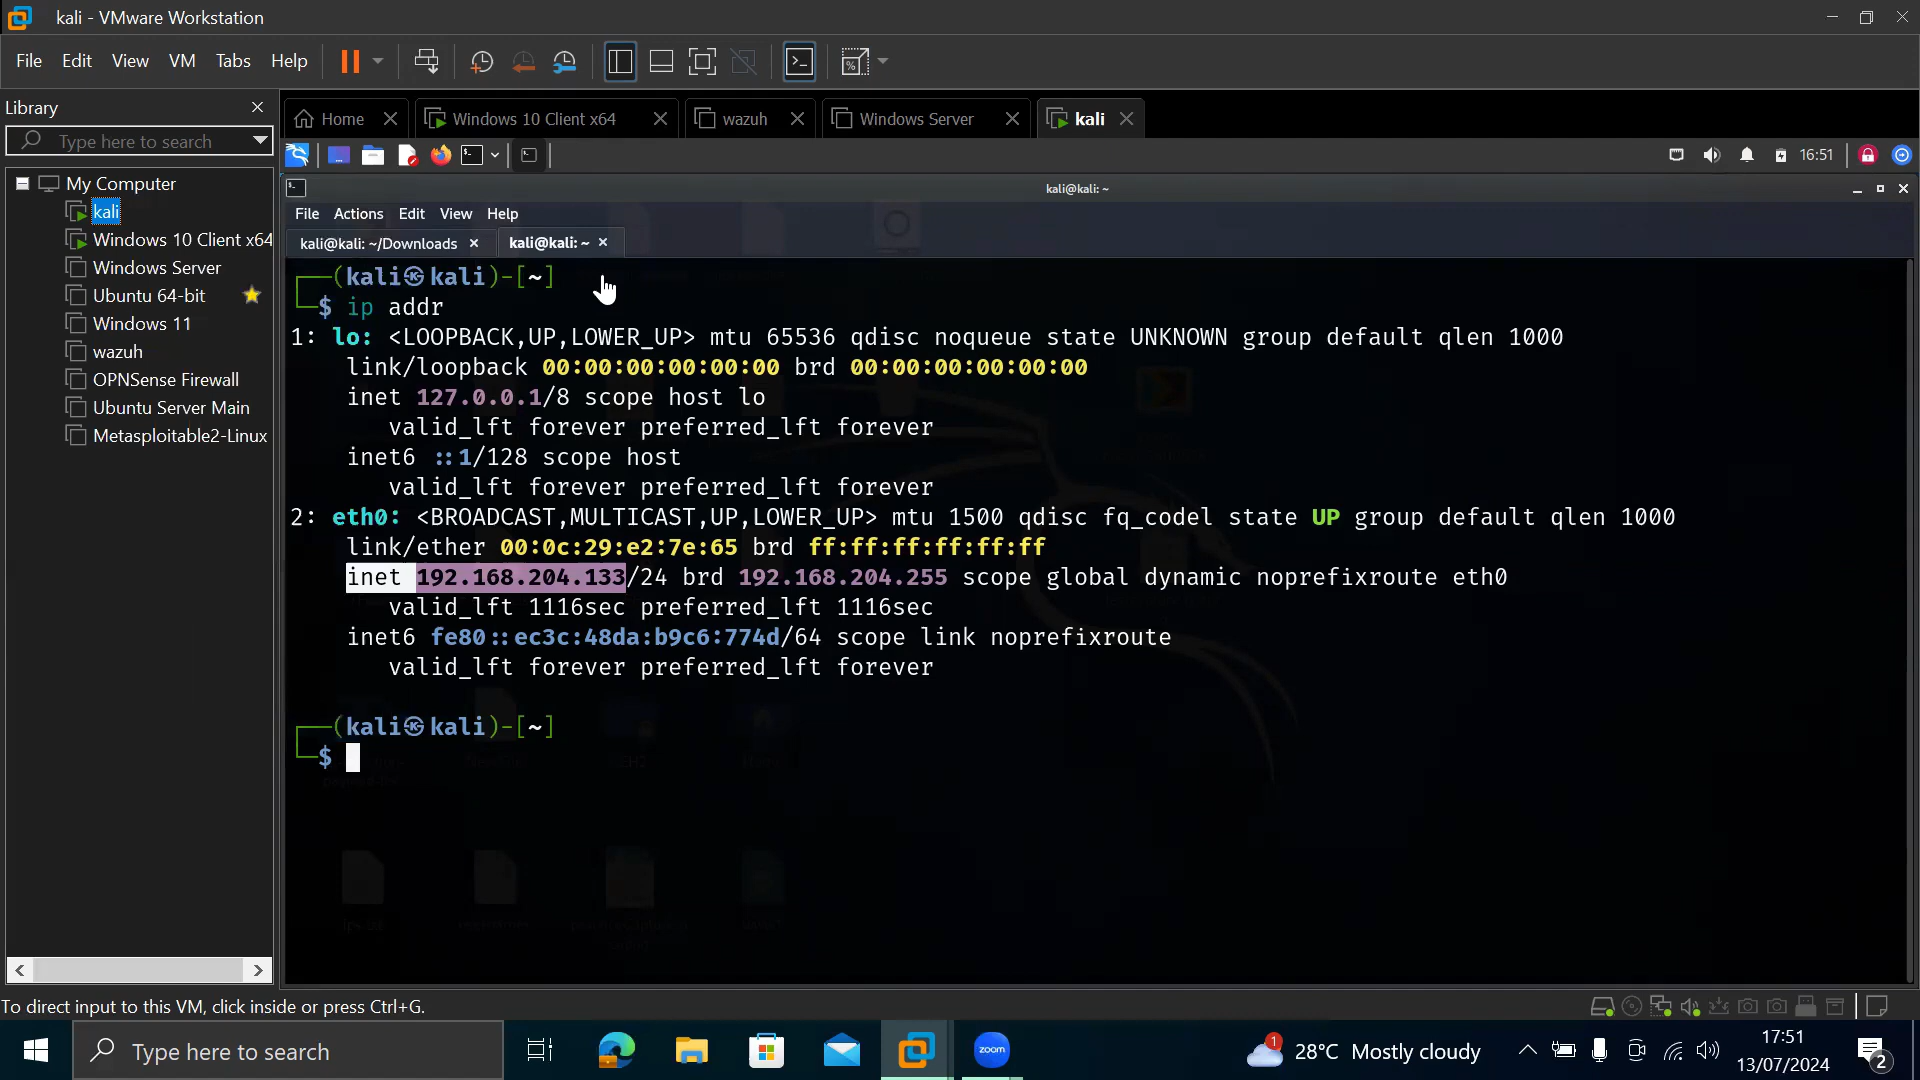 kali - VMware Workstation
File Edit View VM Tabs Help
Library
Type here to search
My Computer
kali
Windows 10 Client x64
Windows Server
Ubuntu 64-bit
Windows 11
wazuh
OPNSense Firewall
Ubuntu Server Main
Metasploitable2-Linux
Home
Windows 10 Client x64
wazuh
Windows Server
kali
16:51
kali@kali: ~
File Actions Edit View Help
kali@kali: ~/Downloads
kali@kali: ~
(kali㉿kali)-[~]
$ ip addr
1: lo: <LOOPBACK,UP,LOWER_UP> mtu 65536 qdisc noqueue state UNKNOWN group default qlen 1000
link/loopback 00:00:00:00:00:00 brd 00:00:00:00:00:00
inet 127.0.0.1/8 scope host lo
valid_lft forever preferred_lft forever
inet6 ::1/128 scope host
valid_lft forever preferred_lft forever
2: eth0: <BROADCAST,MULTICAST,UP,LOWER_UP> mtu 1500 qdisc fq_codel state UP group default qlen 1000
link/ether 00:0c:29:e2:7e:65 brd ff:ff:ff:ff:ff:ff
inet 192.168.204.133/24 brd 192.168.204.255 scope global dynamic noprefixroute eth0
valid_lft 1116sec preferred_lft 1116sec
inet6 fe80::ec3c:48da:b9c6:774d/64 scope link noprefixroute
valid_lft forever preferred_lft forever
(kali㉿kali)-[~]
$
To direct input to this VM, click inside or press Ctrl+G.
Type here to search
zoom
1
28°C Mostly cloudy
17:51
13/07/2024
2